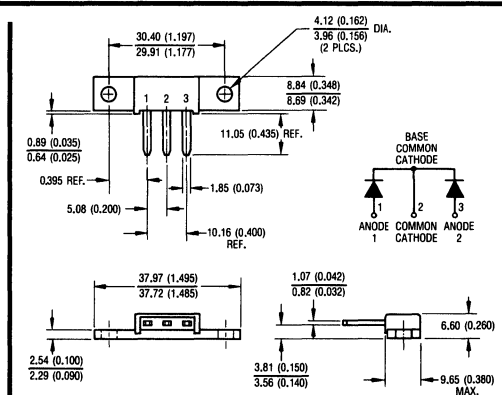 30.40 (1.197)
29.91 (1.177)
4.12 (0.162)
3.96 (0.156)
DIA.
(2 PLCS.)
8.84 (0.348)
8.69 (0.342)
1 2 3
0.89 (0.035)
0.64 (0.025)
11.05 (0.435) REF.
0.395 REF.
1.85 (0.073)
5.08 (0.200)
10.16 (0.400)
REF.
BASE
COMMON
CATHODE
1 2 3
ANODE
1
COMMON
CATHODE
ANODE
2
37.97 (1.495)
37.72 (1.485)
2.54 (0.100)
2.29 (0.090)
1.07 (0.042)
0.82 (0.032)
6.60 (0.260)
3.81 (0.150)
3.56 (0.140)
9.65 (0.380)
MAX.